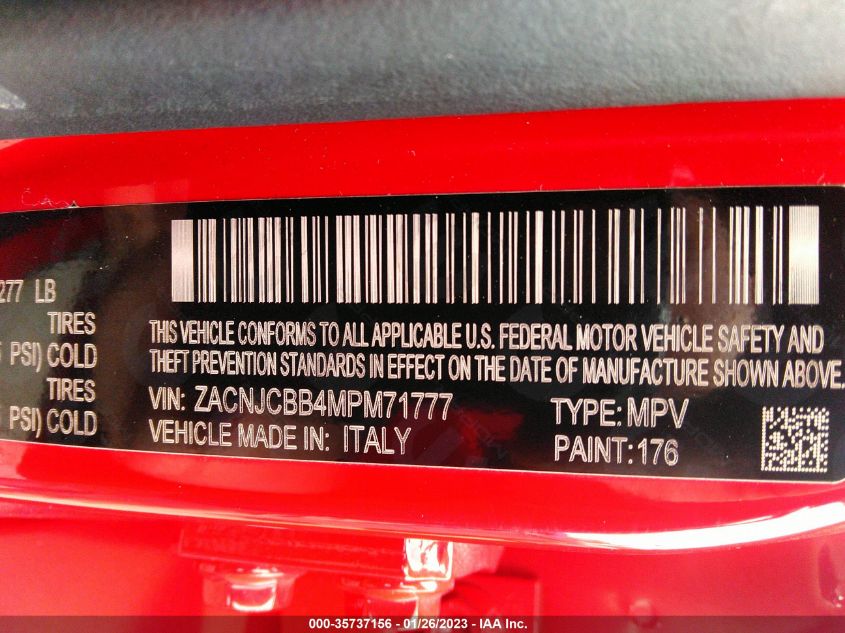 277 LB
TIRES
PSI) COLD
TIRES
PSI) COLD
THIS VEHICLE CONFORMS TO ALL APPLICABLE U.S. FEDERAL MOTOR VEHICLE SAFETY AND
THEFT PREVENTION STANDARDS IN EFFECT ON THE DATE OF MANUFACTURE SHOWN ABOVE.
VIN: ZACNJCBB4MPM71777 TYPE: MPV
VEHICLE MADE IN: ITALY PAINT: 176
000-35737156 - 01/26/2023 - IAA Inc.